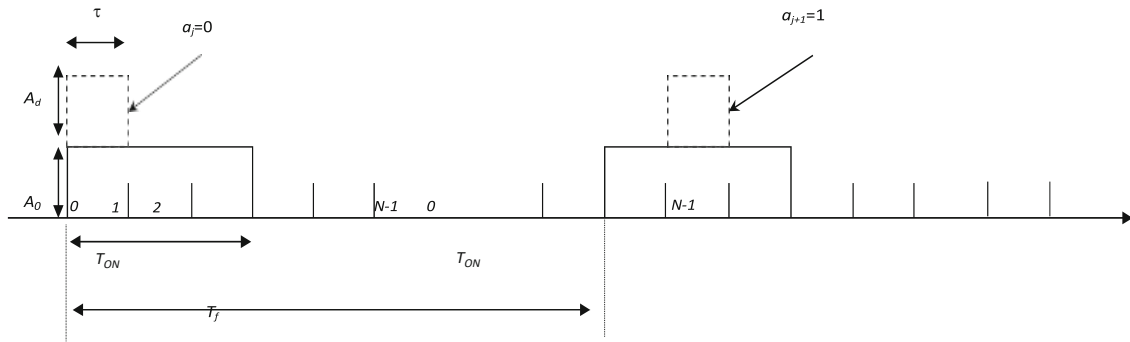 τ
a_j=0
a_{j+1}=1
A_d
A_0 0 1 2 N-1 0 N-1
T_ON T_ON
T_f